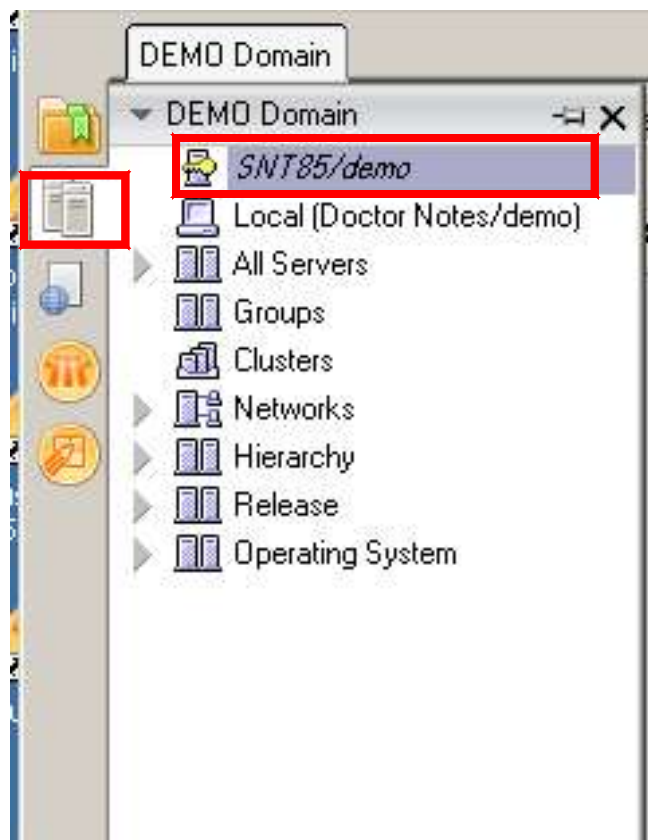 DEMO Domain
DEMO Domain
SNT85/demo
Local (Doctor Notes/demo)
All Servers
Groups
Clusters
Networks
Hierarchy
Release
Operating System